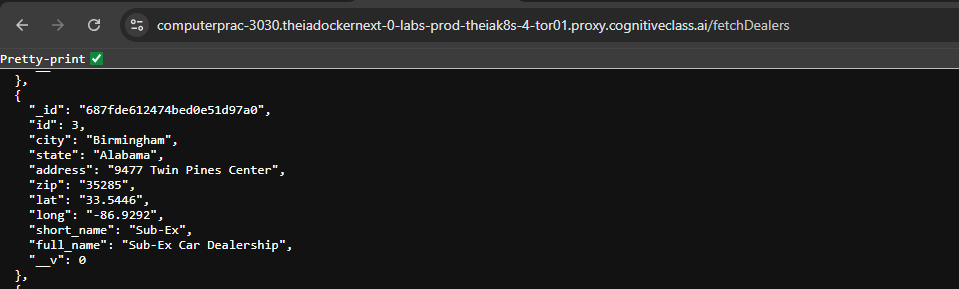 computerprac-3030.theiadockernext-0-labs-prod-theiak8s-4-tor01.proxy.cognitiveclass.ai/fetchDealers
Pretty-print
},
{
"_id": "687fde612474bed0e51d97a0",
"id": 3,
"city": "Birmingham",
"state": "Alabama",
"address": "9477 Twin Pines Center",
"zip": "35285",
"lat": "33.5446",
"long": "-86.9292",
"short_name": "Sub-Ex",
"full_name": "Sub-Ex Car Dealership",
"__v": 0
},